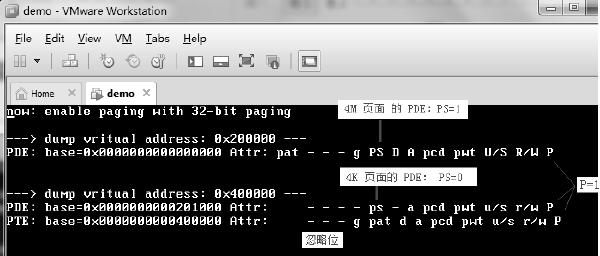 demo - VMware Workstation
File Edit View VM Tabs Help
Home demo
now: enable paging with 32-bit paging
4M 页面 的 PDE: PS=1
---> dump vritual address: 0x200000 ---
PDE: base=0x0000000000000000 Attr: pat - - - g PS D A pcd pwt U/S R/W P
4K 页面的 PDE: PS=0
P=1
---> dump vritual address: 0x400000 ---
PDE: base=0x0000000000201000 Attr: - - - - ps - a pcd pwt u/s r/w P
PTE: base=0x0000000000400000 Attr: - - - g pat d a pcd pwt u/s r/w P
忽略位